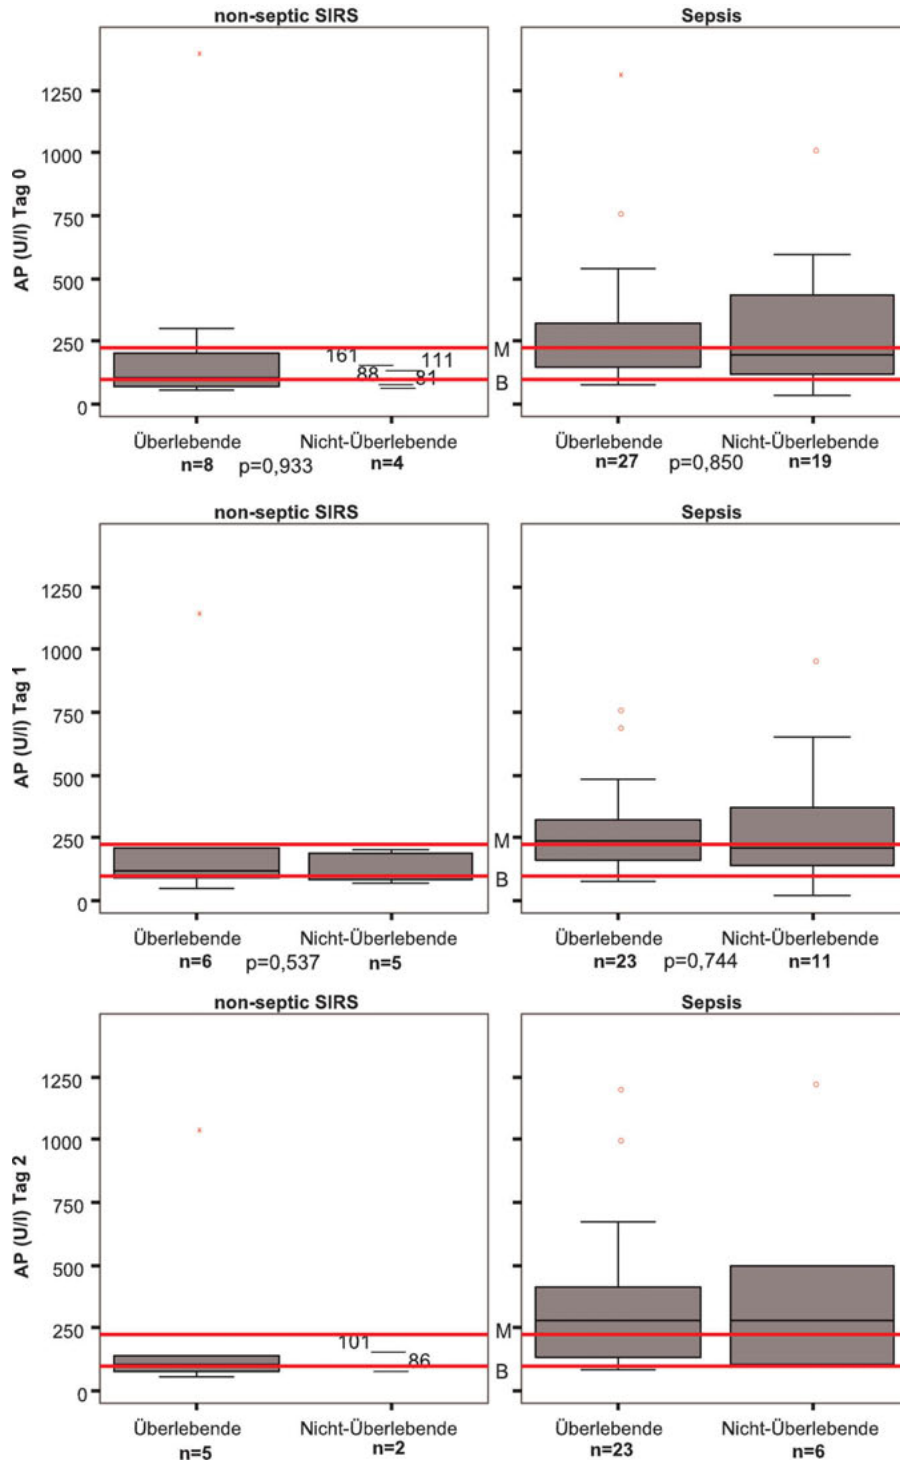 non-septic SIRS Sepsis
AP (U/l) Tag 0
1250
1000
750
500
250
0
161 111
88 81
M
B
Überlebende Nicht-Überlebende Überlebende Nicht-Überlebende
n=8 p=0,933 n=4 n=27 p=0,850 n=19
non-septic SIRS Sepsis
AP (U/l) Tag 1
1250
1000
750
500
250
0
M
B
Überlebende Nicht-Überlebende Überlebende Nicht-Überlebende
n=6 p=0,537 n=5 n=23 p=0,744 n=11
non-septic SIRS Sepsis
AP (U/l) Tag 2
1250
1000
750
500
250
0
101
86
M
B
Überlebende Nicht-Überlebende Überlebende Nicht-Überlebende
n=5 n=2 n=23 n=6